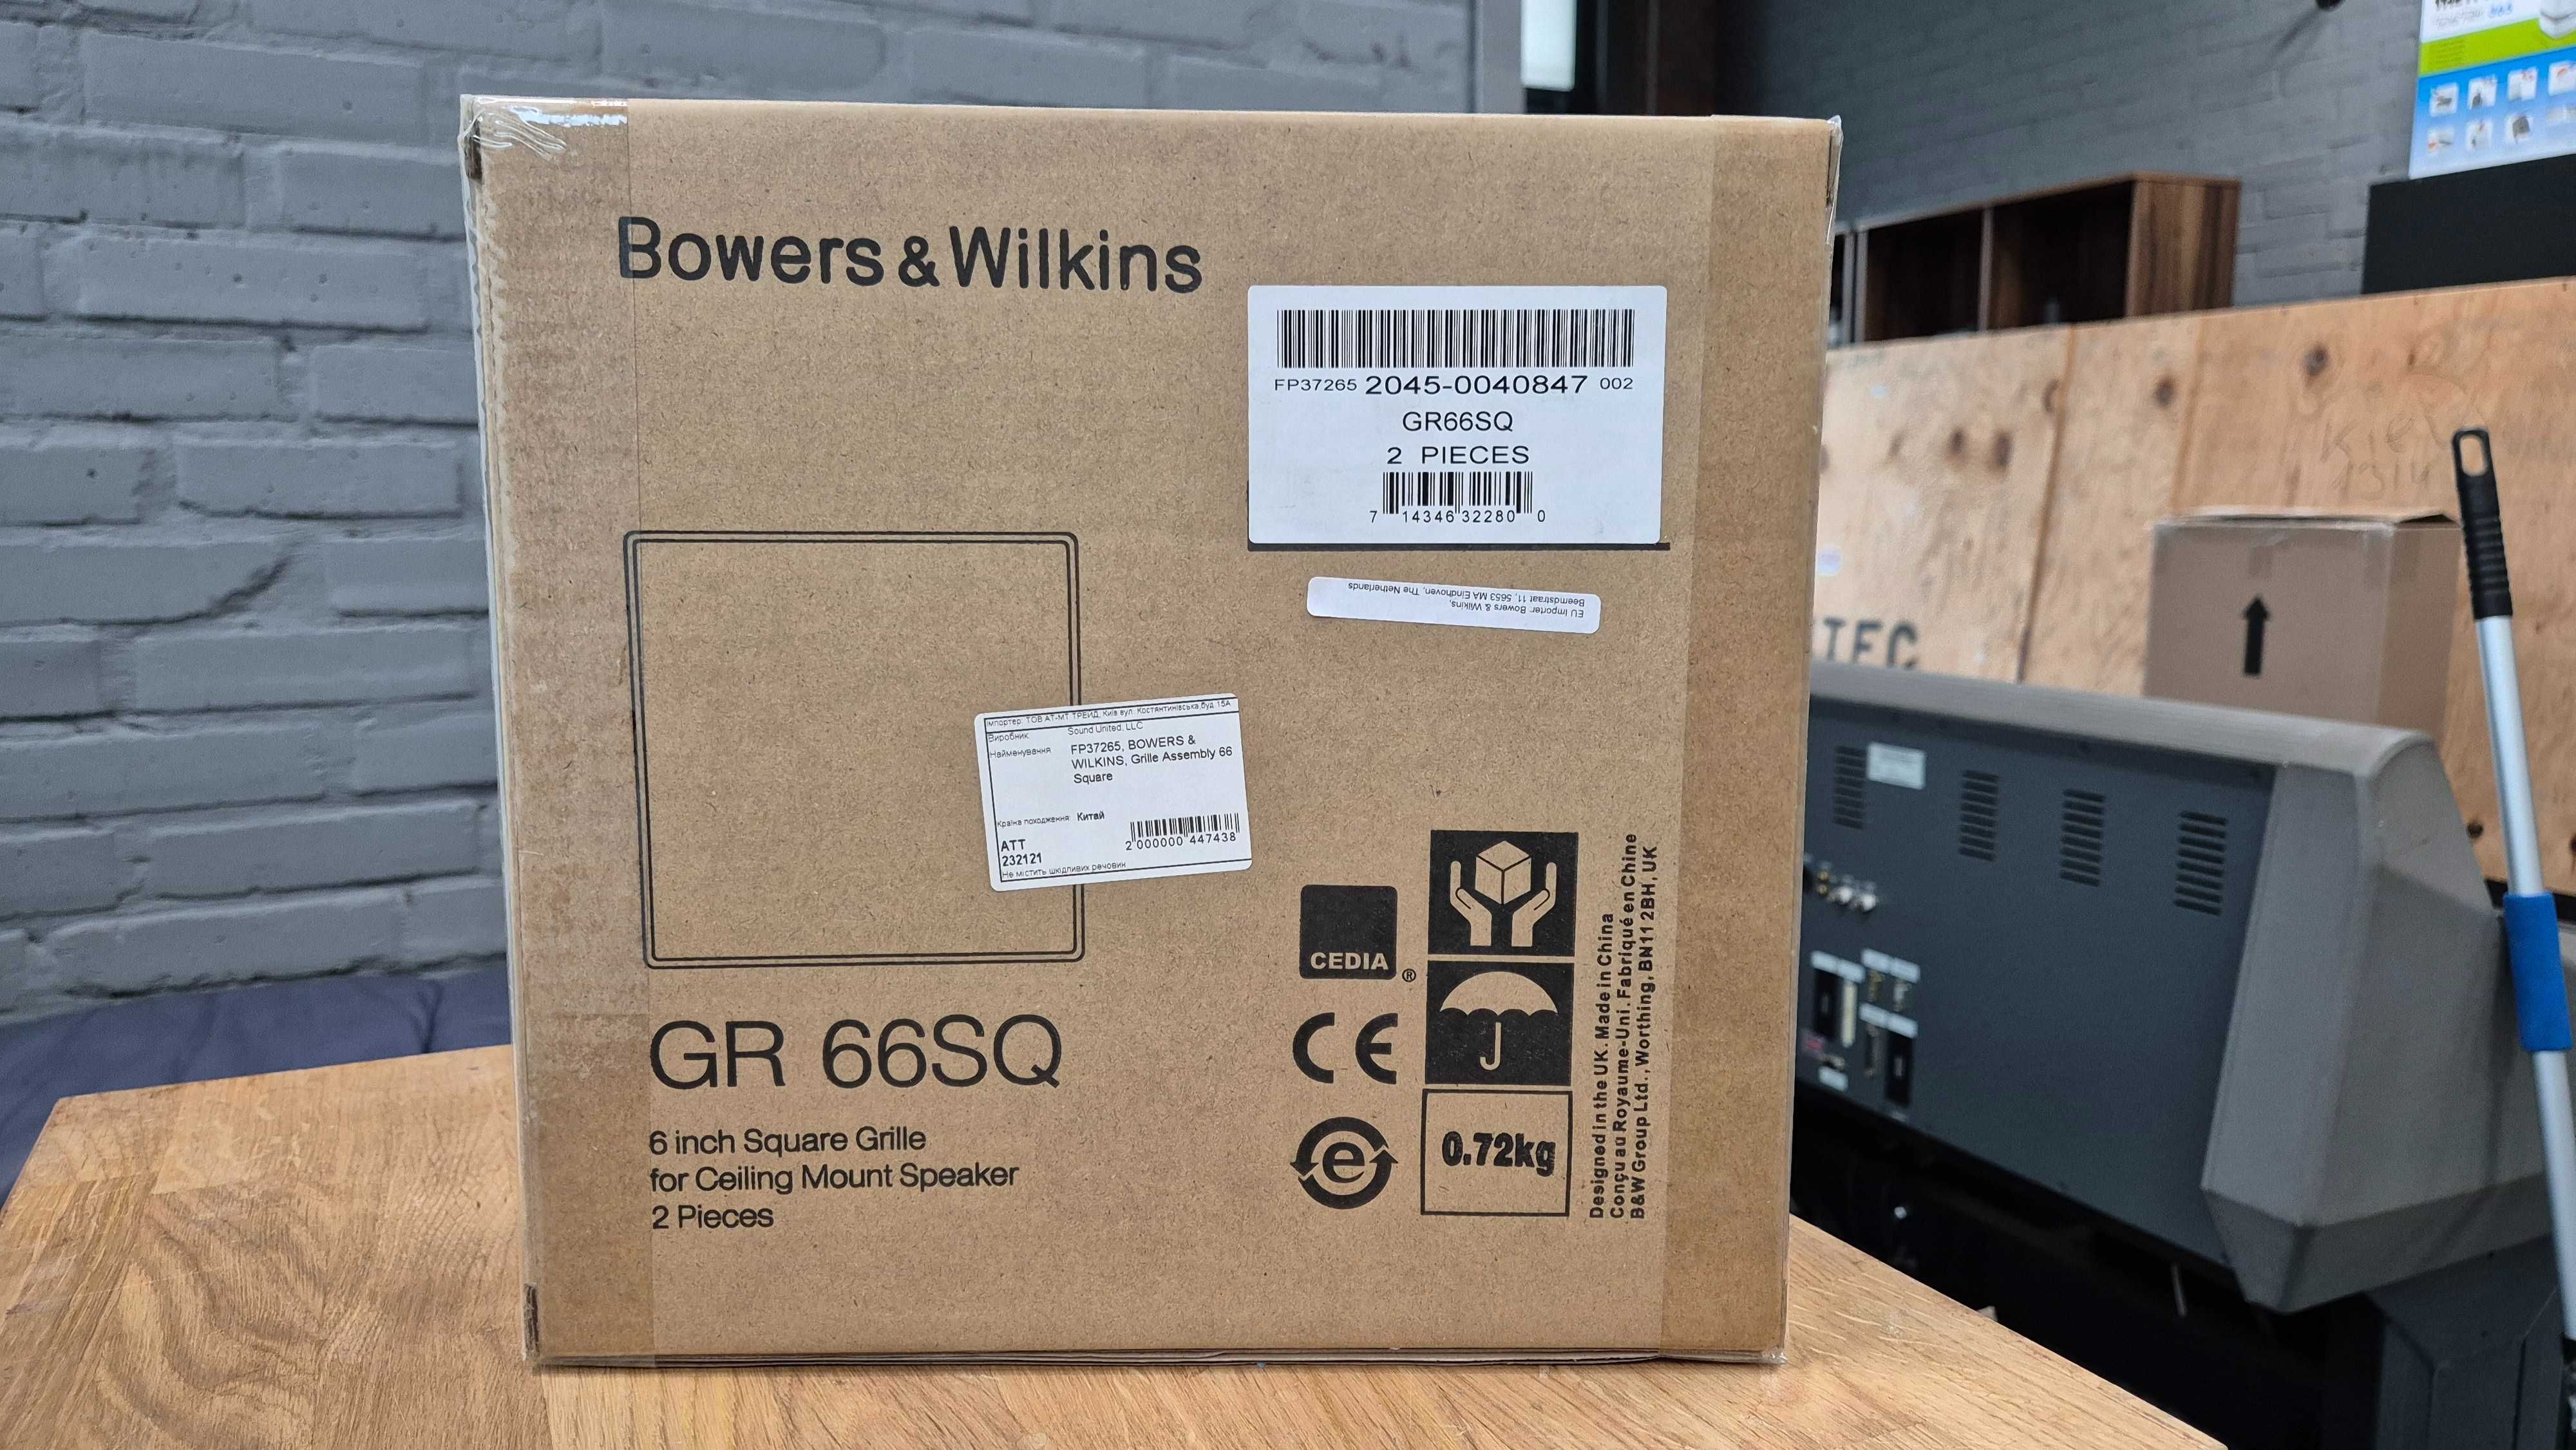 Bowers & Wilkins
FP37265 2045-0040847 002
GR66SQ
2 PIECES
7 14346 32280 0
EU Importer: Bowers & Wilkins,
Beemdstraat 11, 5653 MA Eindhoven, The Netherlands
Імпортер: ТОВ АТ-МТ ТРЕЙД, Київ вул. Костянтинівська,буд.15А
Виробник Sound United, LLC
Найменування FP37265, BOWERS &
WILKINS, Grille Assembly 66
Square
Країна походження: Китай
ATT
232121
2 000000 447438
Не містить шкідливих речовин
GR 66SQ
6 inch Square Grille
for Ceiling Mount Speaker
2 Pieces
CEDIA ®
CE
e
0.72kg
Designed in the UK. Made in China
Conçu au Royaume-Uni. Fabriqué en Chine
B&W Group Ltd., Worthing, BN11 2BH, UK
Kiev